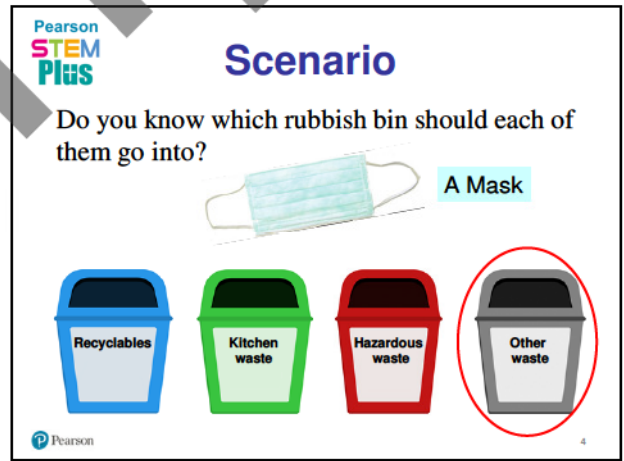 Pearson
STEM
Plus
Scenario
Do you know which rubbish bin should each of
them go into?
A Mask
Recyclables
Kitchen
waste
Hazardous
waste
Other
waste
Pearson
4